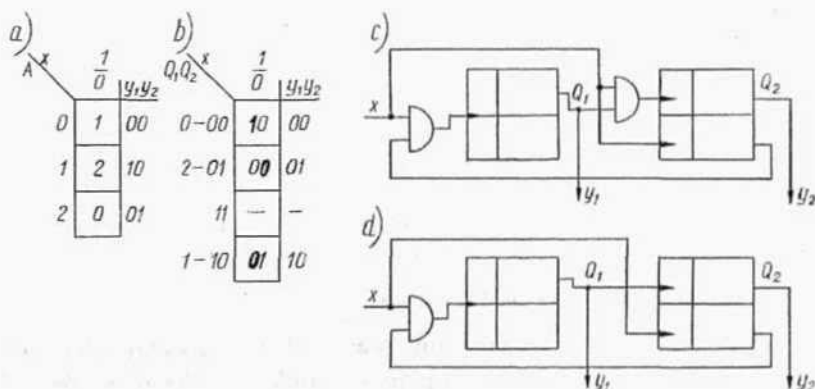 a)
A x 1/0 y₁y₂
0 1 00
1 2 10
2 0 01
b)
Q₁Q₂ x 1/0 y₁y₂
0-00 10 00
2-01 00 01
11 — -
1-10 01 10
c)
x Q₁ Q₂
y₁ y₂
d)
x Q₁ Q₂
y₁ y₂